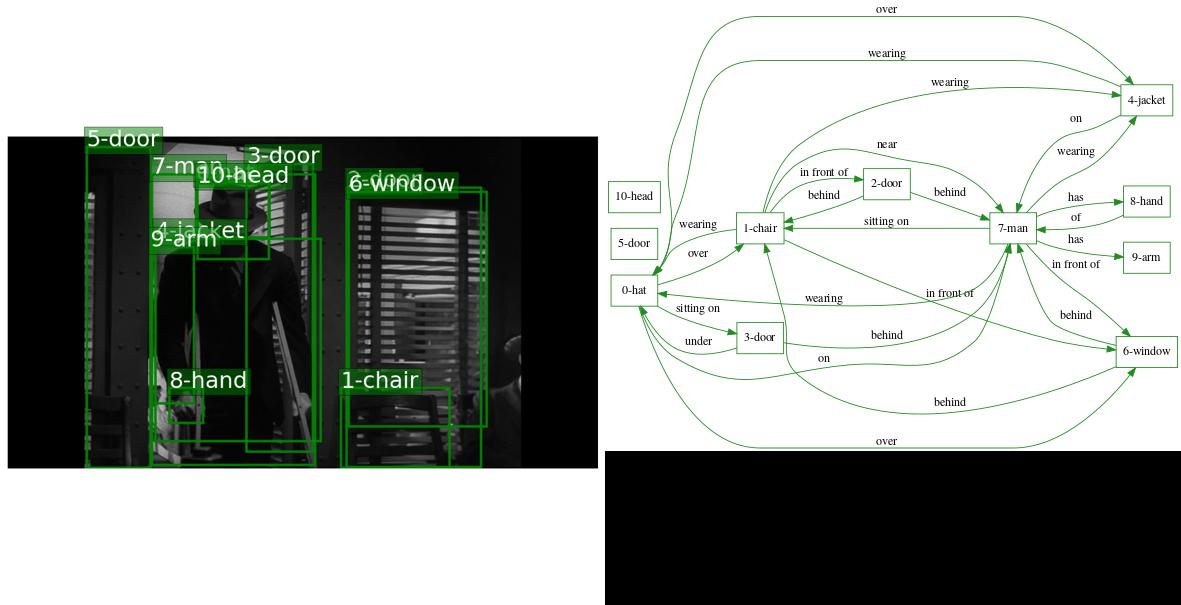 5-door
3-door
7-man
10-head
2-door
6-window
4-jacket
9-arm
8-hand
1-chair
over
wearing
wearing
4-jacket
on
near
wearing
in front of
2-door
behind
behind
10-head
has
8-hand
of
wearing
1-chair
sitting on
7-man
5-door
has
over
9-arm
in front of
0-hat
wearing
in front of
sitting on
behind
3-door
behind
under
6-window
on
behind
over